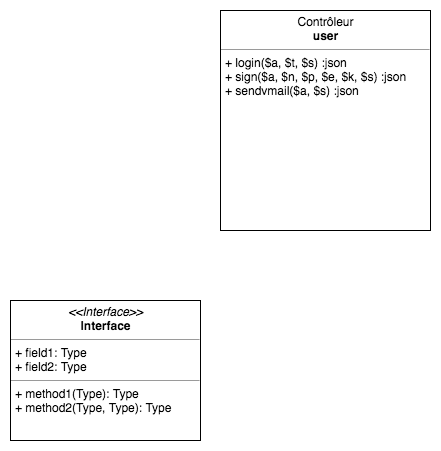 Contrôleur
user
+ login($a, $t, $s) :json
+ sign($a, $n, $p, $e, $k, $s) :json
+ sendvmail($a, $s) :json
<<Interface>>
Interface
+ field1: Type
+ field2: Type
+ method1(Type): Type
+ method2(Type, Type): Type